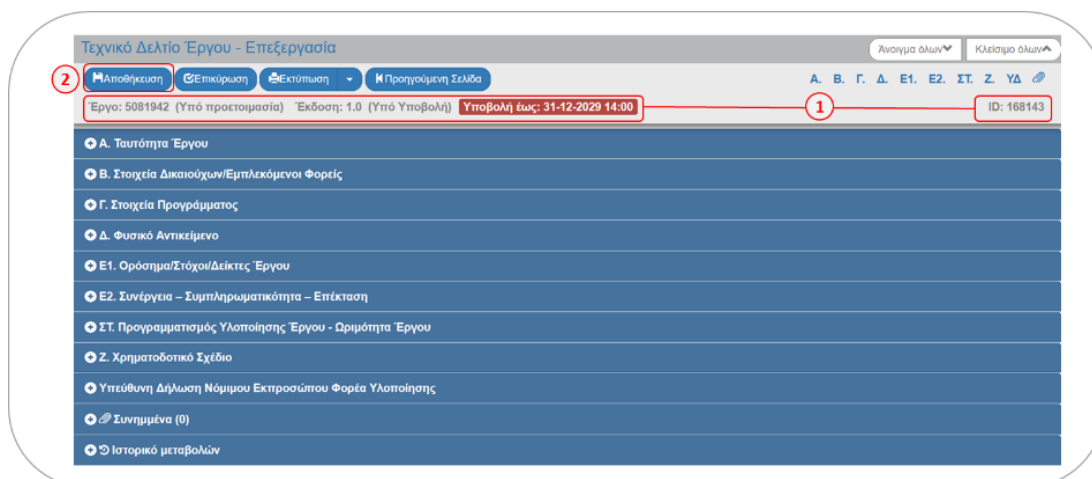 Τεχνικό Δελτίο Έργου - Επεξεργασία Άνοιγμα όλων Κλείσιμο όλων
2 Αποθήκευση Επικύρωση Εκτύπωση Προηγούμενη Σελίδα Α. Β. Γ. Δ. Ε1. Ε2. ΣΤ. Ζ. ΥΔ
Έργο: 5081942 (Υπό προετοιμασία) Έκδοση: 1.0 (Υπό Υποβολή) Υποβολή έως: 31-12-2029 14:00 1 ID: 168143
Α. Ταυτότητα Έργου
Β. Στοιχεία Δικαιούχων/Εμπλεκόμενοι Φορείς
Γ. Στοιχεία Προγράμματος
Δ. Φυσικό Αντικείμενο
Ε1. Ορόσημα/Στόχοι/Δείκτες Έργου
Ε2. Συνέργεια – Συμπληρωματικότητα – Επέκταση
ΣΤ. Προγραμματισμός Υλοποίησης Έργου - Ωριμότητα Έργου
Ζ. Χρηματοδοτικό Σχέδιο
Υπεύθυνη Δήλωση Νόμιμου Εκπροσώπου Φορέα Υλοποίησης
Συνημμένα (0)
Ιστορικό μεταβολών